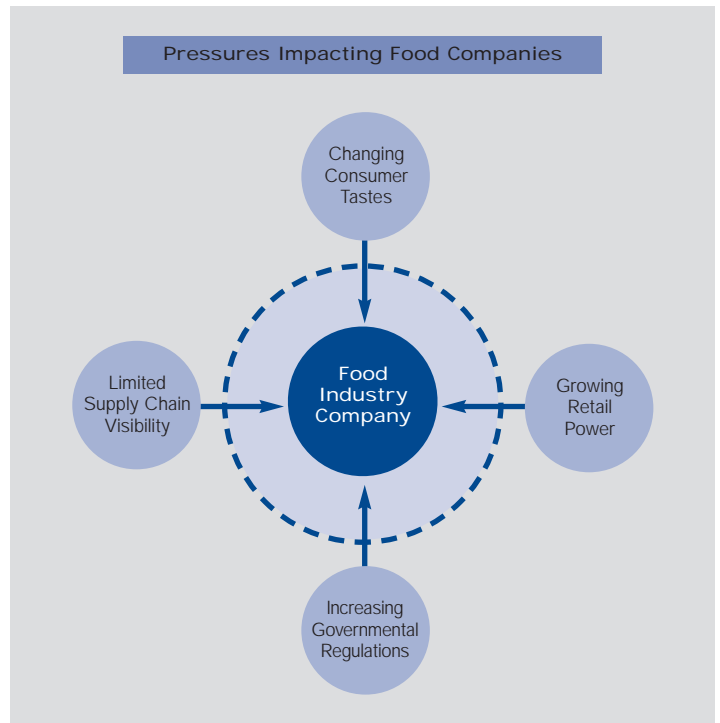 Pressures Impacting Food Companies
Changing
Consumer
Tastes
Limited
Supply Chain
Visibility
Food
Industry
Company
Growing
Retail
Power
Increasing
Governmental
Regulations